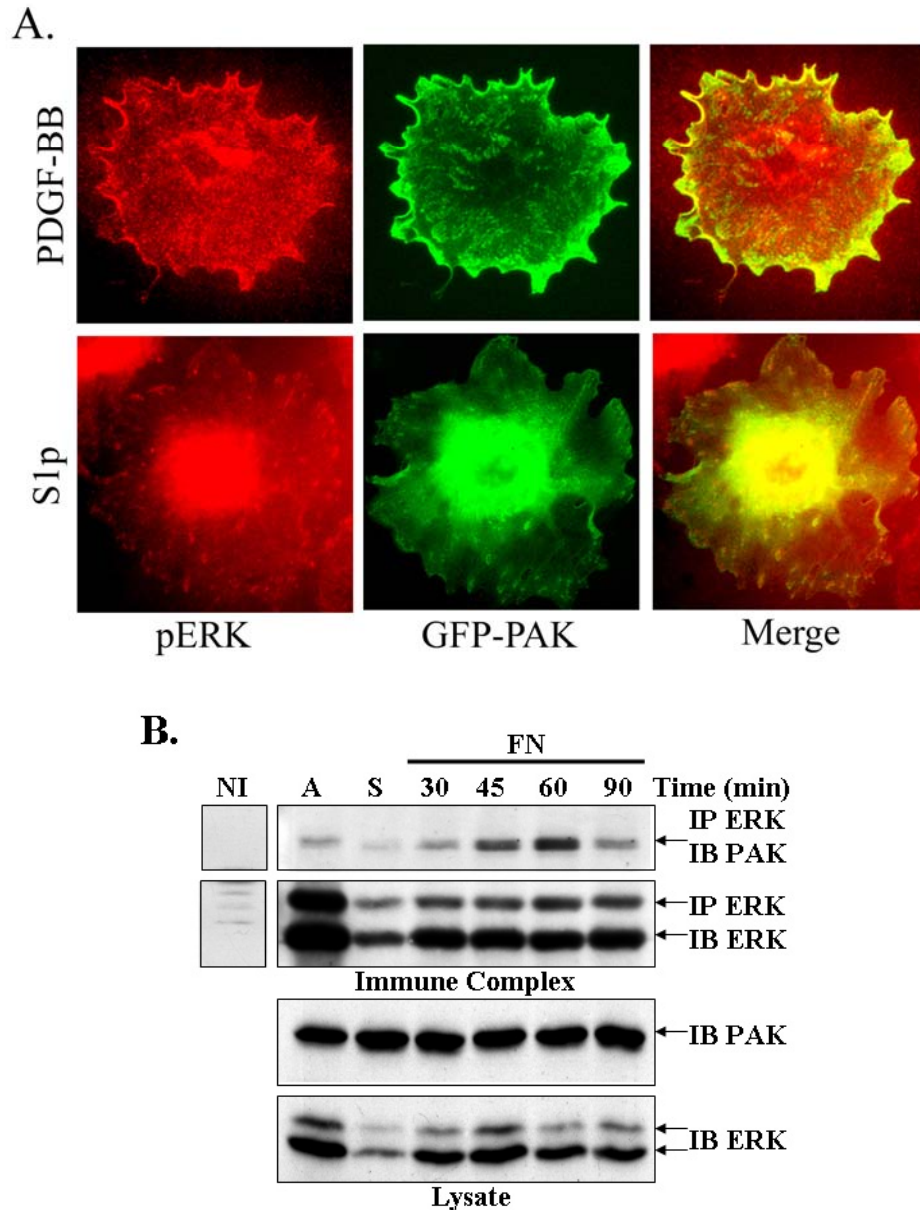 A.
PDGF-BB
S1p
pERK GFP-PAK Merge
B.
FN
NI A S 30 45 60 90 Time (min)
IP ERK
IB PAK
IP ERK
IB ERK
Immune Complex
IB PAK
IB ERK
Lysate